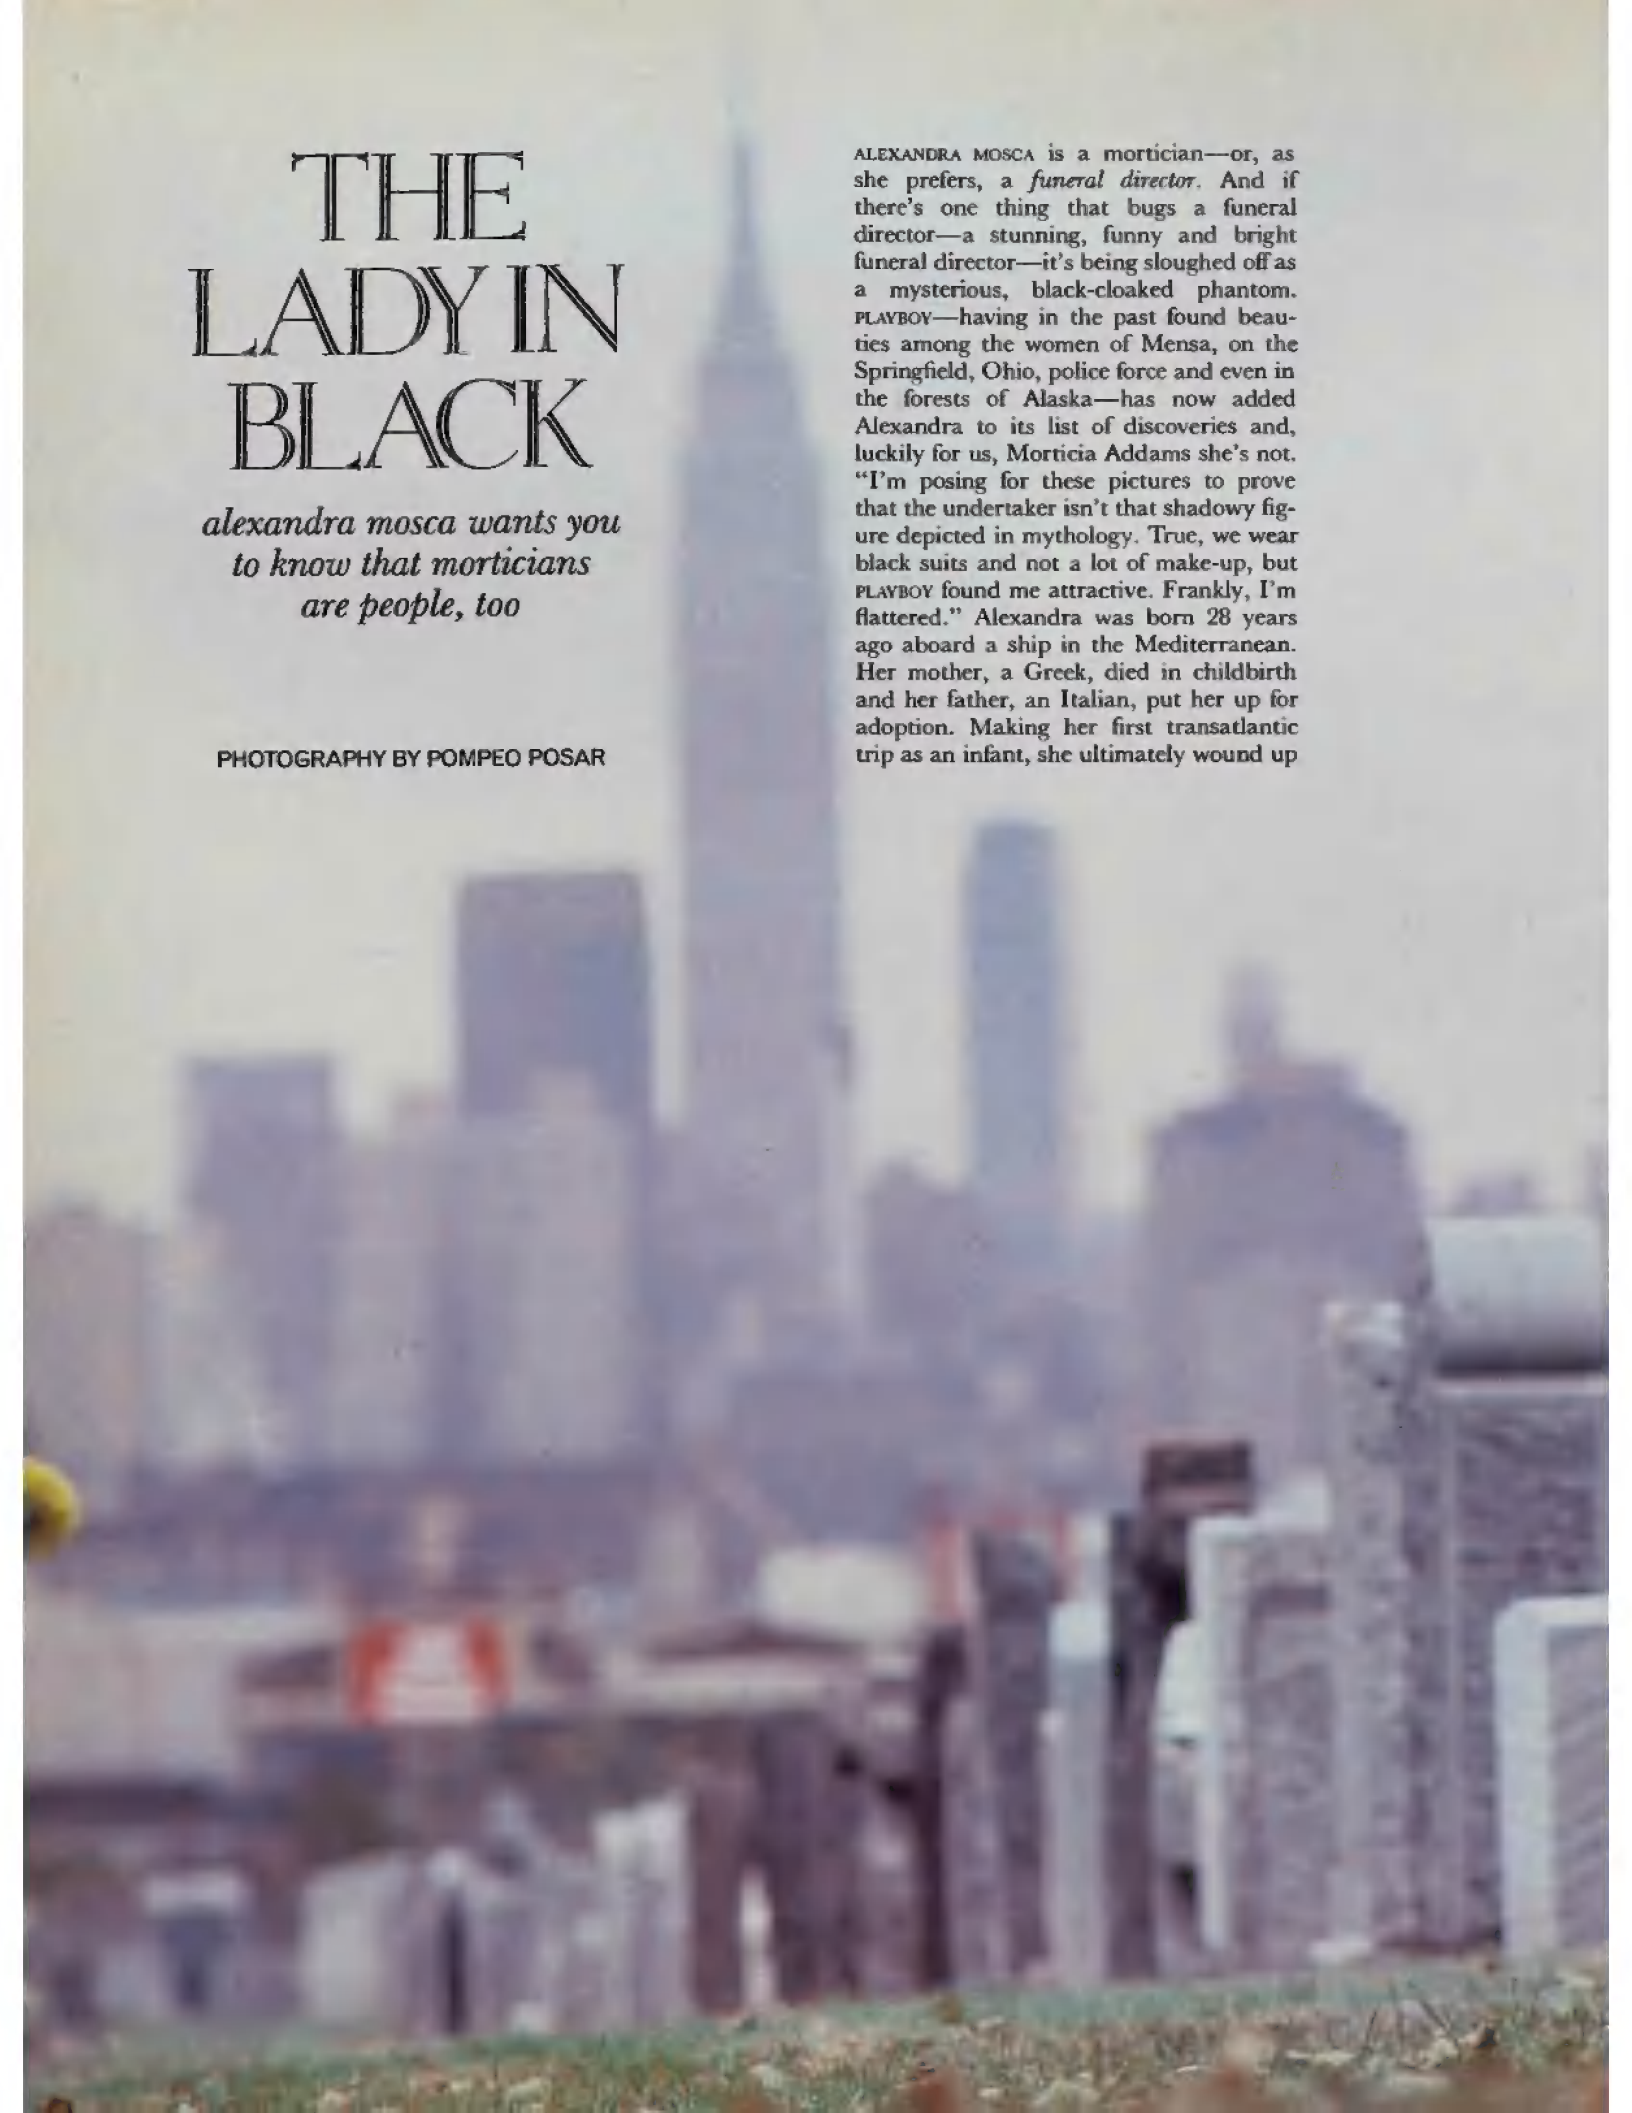 THE
LADY IN
BLACK
alexandra mosca wants you
to know that morticians
are people, too
PHOTOGRAPHY BY POMPEO POSAR
ALEXANDRA MOSCA is a mortician—or, as
she prefers, a funeral director. And if
there's one thing that bugs a funeral
director—a stunning, funny and bright
funeral director—it's being sloughed off as
a mysterious, black-cloaked phantom.
PLAYBOY—having in the past found beau-
ties among the women of Mensa, on the
Springfield, Ohio, police force and even in
the forests of Alaska—has now added
Alexandra to its list of discoveries and,
luckily for us, Morticia Addams she's not.
“I'm posing for these pictures to prove
that the undertaker isn't that shadowy fig-
ure depicted in mythology. True, we wear
black suits and not a lot of make-up, but
PLAYBOY found me attractive. Frankly, I'm
flattered.” Alexandra was born 28 years
ago aboard a ship in the Mediterranean.
Her mother, a Greek, died in childbirth
and her father, an Italian, put her up for
adoption. Making her first transatlantic
trip as an infant, she ultimately wound up